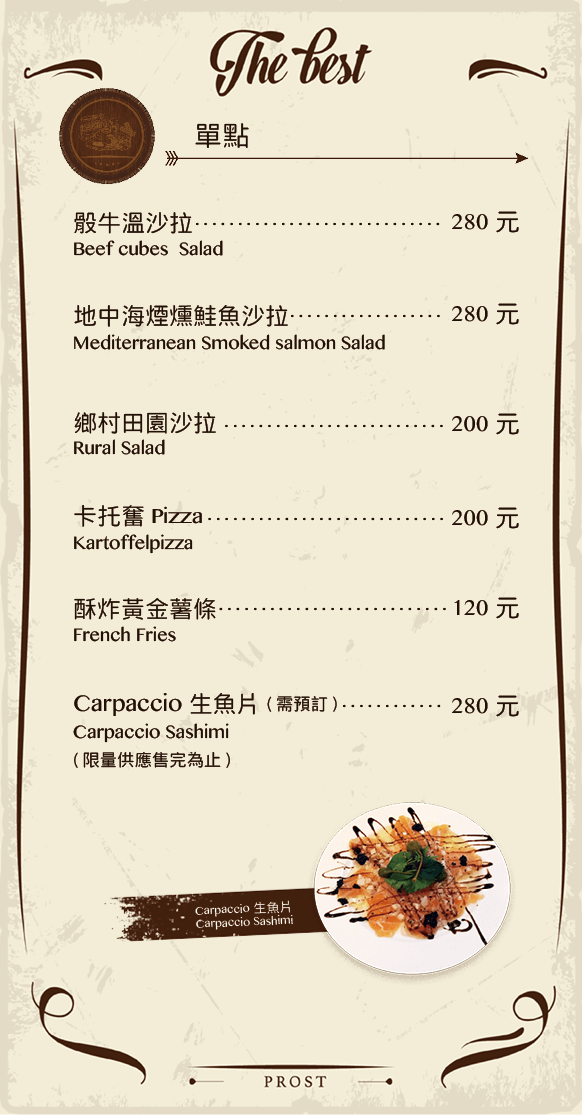 The best
單點
骰牛溫沙拉 280 元
Beef cubes Salad
地中海煙燻鮭魚沙拉 280 元
Mediterranean Smoked salmon Salad
鄉村田園沙拉 200 元
Rural Salad
卡托奮 Pizza 200 元
Kartoffelpizza
酥炸黃金薯條 120 元
French Fries
Carpaccio 生魚片 ( 需預訂 ) 280 元
Carpaccio Sashimi
( 限量供應售完為止 )
Carpaccio 生魚片
Carpaccio Sashimi
PROST